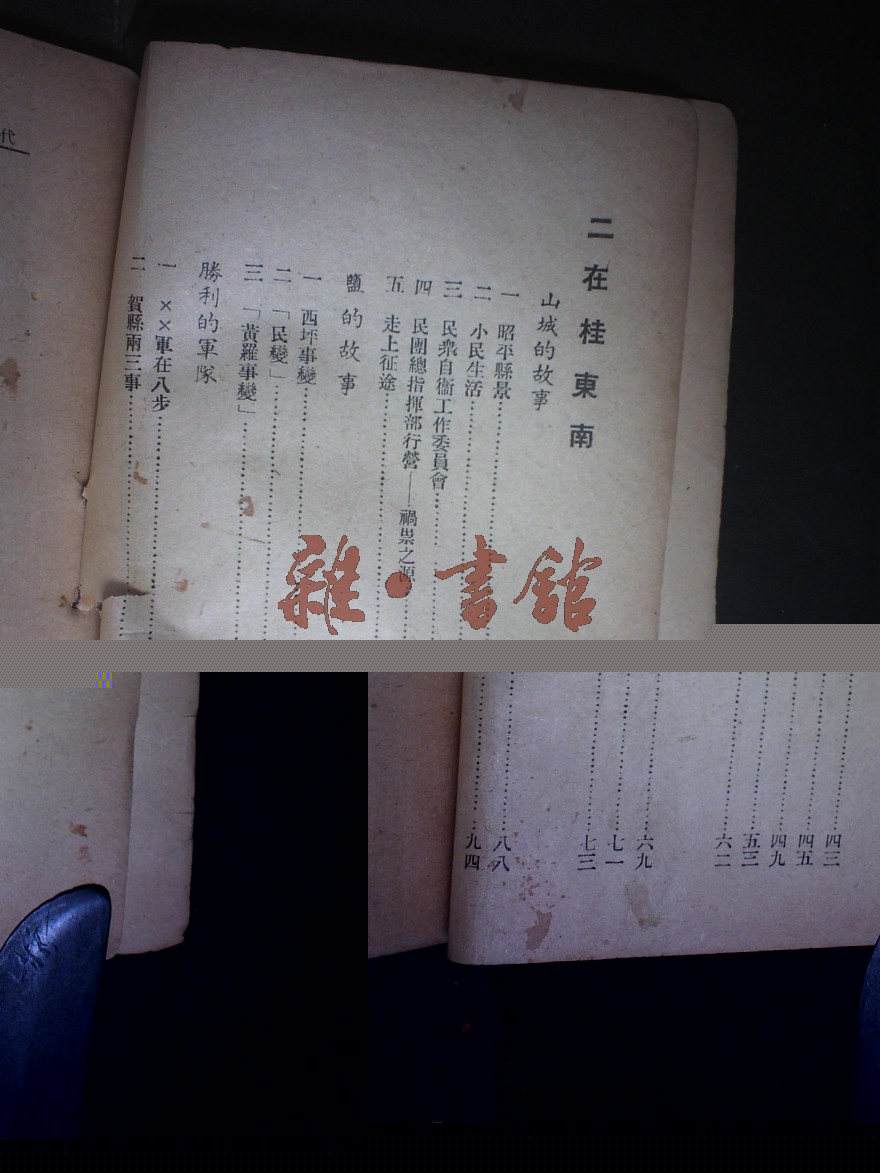 二 在桂東南
山城的故事
一 昭平縣景
二 小民生活
三 民衆自衞工作委員會
四 民團總指揮部行營——禍祟之源
五 走上征途
鹽的故事
一 西坪事變
二 「民變」
三 「黃羅事變」
勝利的軍隊
一 ××軍在八步
二 賀縣兩三事
代
雜·書館
四三
四五
四九
五三
六二
六九
七一
七三
八八
九四